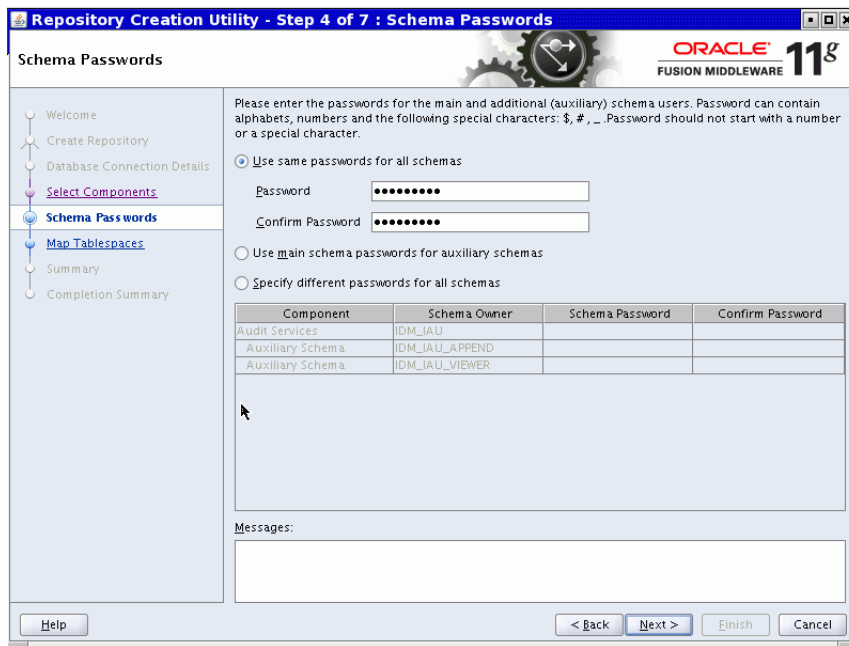 Repository Creation Utility - Step 4 of 7 : Schema Passwords
Schema Passwords
ORACLE 11g
FUSION MIDDLEWARE
Welcome
Create Repository
Database Connection Details
Select Components
Schema Passwords
Map Tablespaces
Summary
Completion Summary
Please enter the passwords for the main and additional (auxiliary) schema users. Password can contain
alphabets, numbers and the following special characters: $, # , _ .Password should not start with a number
or a special character.
Use same passwords for all schemas
Password •••••••••
Confirm Password •••••••••
Use main schema passwords for auxiliary schemas
Specify different passwords for all schemas
Component Schema Owner Schema Password Confirm Password
Audit Services IDM_IAU
Auxiliary Schema IDM_IAU_APPEND
Auxiliary Schema IDM_IAU_VIEWER
Messages:
Help < Back Next > Finish Cancel